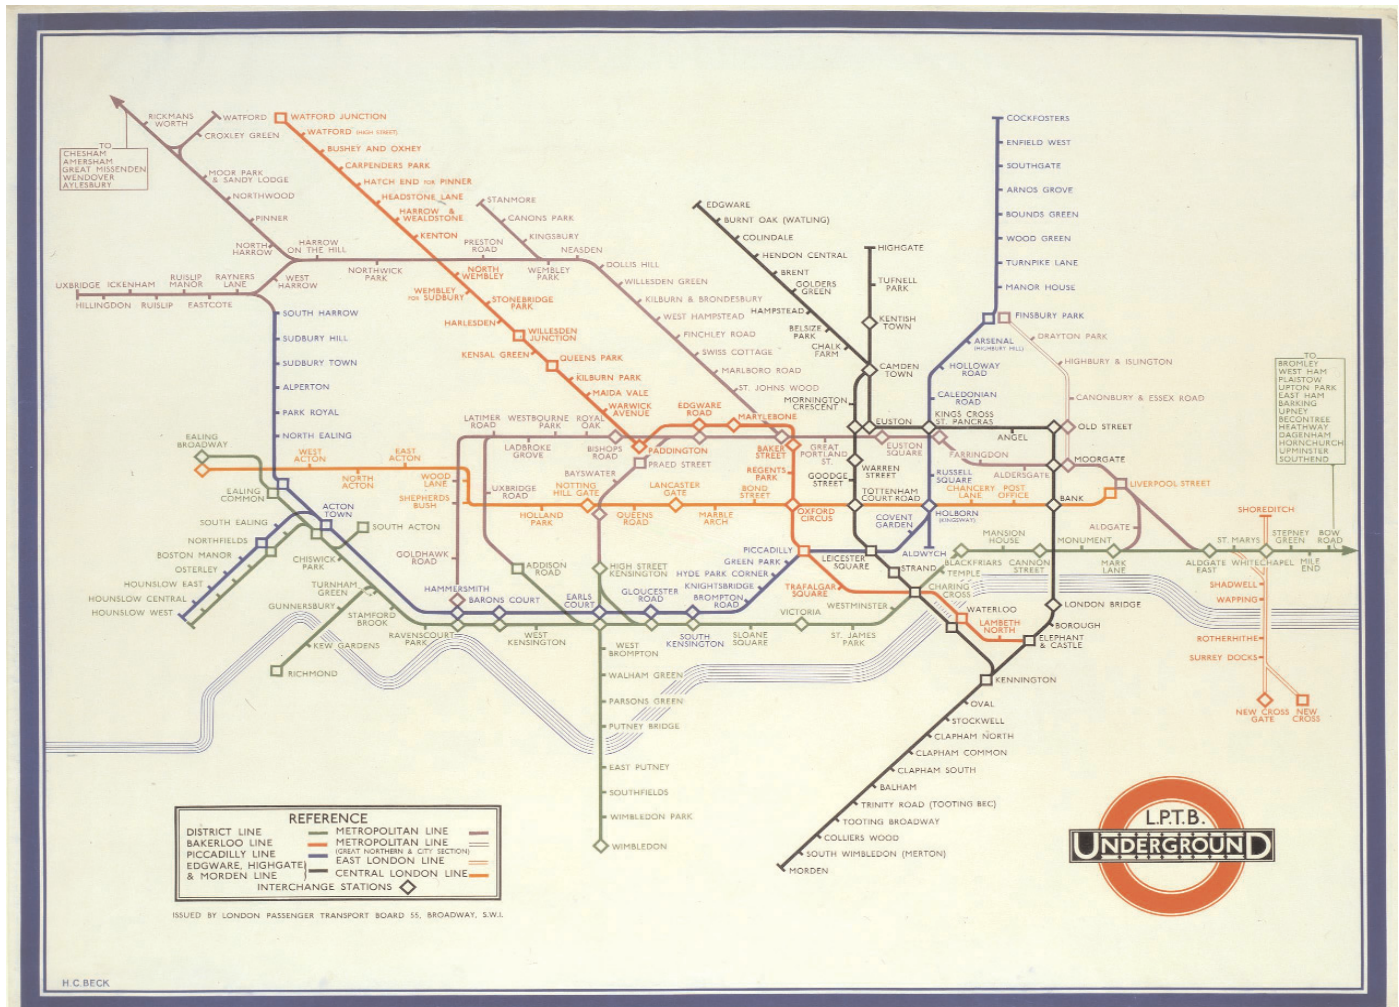 RICKMANS
WORTH
WATFORD
CROXLEY GREEN
TO
CHESHAM
AMERSHAM
GREAT MISSENDEN
WENDOVER
AYLESBURY
MOOR PARK
& SANDY LODGE
NORTHWOOD
PINNER
NORTH
HARROW
HARROW
ON THE HILL
NORTHWICK
PARK
PRESTON
ROAD
WEMBLEY
PARK
NEASDEN
STANMORE
CANONS PARK
KINGSBURY
DOLLIS HILL
WILLESDEN GREEN
KILBURN & BRONDESBURY
WEST HAMPSTEAD
FINCHLEY ROAD
SWISS COTTAGE
MARLBORO ROAD
ST. JOHNS WOOD
UXBRIDGE
ICKENHAM
RUISLIP
MANOR
RAYNERS
LANE
WEST
HARROW
HILLINGDON
RUISLIP
EASTCOTE
WATFORD JUNCTION
WATFORD (HIGH STREET)
BUSHEY AND OXHEY
CARPENDERS PARK
HATCH END FOR PINNER
HEADSTONE LANE
HARROW &
WEALDSTONE
KENTON
NORTH
WEMBLEY
WEMBLEY
FOR SUDBURY
STONEBRIDGE
PARK
HARLESDEN
WILLESDEN
JUNCTION
KENSAL GREEN
QUEENS PARK
KILBURN PARK
MAIDA VALE
WARWICK
AVENUE
EDGWARE
ROAD
MARYLEBONE
PADDINGTON
BAKER
STREET
REGENTS
PARK
EDGWARE
BURNT OAK (WATLING)
COLINDALE
HENDON CENTRAL
BRENT
GOLDERS
GREEN
HAMPSTEAD
BELSIZE
PARK
CHALK
FARM
HIGHGATE
TUFNELL
PARK
KENTISH
TOWN
CAMDEN
TOWN
MORNINGTON
CRESCENT
EUSTON
COCKFOSTERS
ENFIELD WEST
SOUTHGATE
ARNOS GROVE
BOUNDS GREEN
WOOD GREEN
TURNPIKE LANE
MANOR HOUSE
FINSBURY PARK
ARSENAL
(HIGHBURY HILL)
HOLLOWAY
ROAD
CALEDONIAN
ROAD
KINGS CROSS
ST. PANCRAS
DRAYTON PARK
HIGHBURY & ISLINGTON
CANONBURY & ESSEX ROAD
OLD STREET
ANGEL
MOORGATE
TO
BROMLEY
WEST HAM
PLAISTOW
UPTON PARK
EAST HAM
BARKING
UPNEY
BECONTREE
HEATHWAY
DAGENHAM
HORNCHURCH
UPMINSTER
SOUTHEND
SOUTH HARROW
SUDBURY HILL
SUDBURY TOWN
ALPERTON
PARK ROYAL
NORTH EALING
EALING
BROADWAY
WEST
ACTON
NORTH
ACTON
EAST
ACTON
WOOD
LANE
SHEPHERDS
BUSH
HOLLAND
PARK
NOTTING
HILL GATE
QUEENS
ROAD
LANCASTER
GATE
MARBLE
ARCH
BOND
STREET
OXFORD
CIRCUS
TOTTENHAM
COURT ROAD
HOLBORN
(KINGSWAY)
CHANCERY
LANE
POST
OFFICE
BANK
LIVERPOOL STREET
LATIMER
ROAD
WESTBOURNE
PARK
ROYAL
OAK
LADBROKE
GROVE
BISHOPS
ROAD
BAYSWATER
PRAED STREET
UXBRIDGE
ROAD
GREAT
PORTLAND
ST.
EUSTON
SQUARE
FARRINGDON
ALDERSGATE
WARREN
STREET
GOODGE
STREET
RUSSELL
SQUARE
COVENT
GARDEN
ALDWYCH
LEICESTER
SQUARE
STRAND
EALING
COMMON
ACTON
TOWN
SOUTH ACTON
SOUTH EALING
NORTHFIELDS
BOSTON MANOR
OSTERLEY
HOUNSLOW EAST
HOUNSLOW CENTRAL
HOUNSLOW WEST
CHISWICK
PARK
TURNHAM
GREEN
GUNNERSBURY
KEW GARDENS
RICHMOND
STAMFORD
BROOK
RAVENSCOURT
PARK
GOLDHAWK
ROAD
HAMMERSMITH
BARONS COURT
WEST
KENSINGTON
ADDISON
ROAD
EARLS
COURT
HIGH STREET
KENSINGTON
GLOUCESTER
ROAD
SOUTH
KENSINGTON
BROMPTON
ROAD
KNIGHTSBRIDGE
HYDE PARK CORNER
GREEN PARK
PICCADILLY
TRAFALGAR
SQUARE
SLOANE
SQUARE
VICTORIA
ST. JAMES
PARK
WESTMINSTER
CHARING
CROSS
TEMPLE
BLACKFRIARS
MANSION
HOUSE
CANNON
STREET
MONUMENT
MARK
LANE
ALDGATE
ALDGATE
EAST
ST. MARYS
WHITECHAPEL
STEPNEY
GREEN
MILE
END
BOW
ROAD
SHOREDITCH
SHADWELL
WAPPING
ROTHERHITHE
SURREY DOCKS
NEW CROSS
GATE
NEW
CROSS
WATERLOO
LAMBETH
NORTH
LONDON BRIDGE
BOROUGH
ELEPHANT
& CASTLE
KENNINGTON
OVAL
STOCKWELL
CLAPHAM NORTH
CLAPHAM COMMON
CLAPHAM SOUTH
BALHAM
TRINITY ROAD (TOOTING BEC)
TOOTING BROADWAY
COLLIERS WOOD
SOUTH WIMBLEDON (MERTON)
MORDEN
WEST
BROMPTON
WALHAM GREEN
PARSONS GREEN
PUTNEY BRIDGE
EAST PUTNEY
SOUTHFIELDS
WIMBLEDON PARK
WIMBLEDON
REFERENCE
DISTRICT LINE
BAKERLOO LINE
PICCADILLY LINE
EDGWARE, HIGHGATE
& MORDEN LINE
METROPOLITAN LINE
METROPOLITAN LINE
(GREAT NORTHERN & CITY SECTION)
EAST LONDON LINE
CENTRAL LONDON LINE
INTERCHANGE STATIONS
ISSUED BY LONDON PASSENGER TRANSPORT BOARD 55, BROADWAY, S.W.1.
L.P.T.B.
UNDERGROUND
H.C.BECK